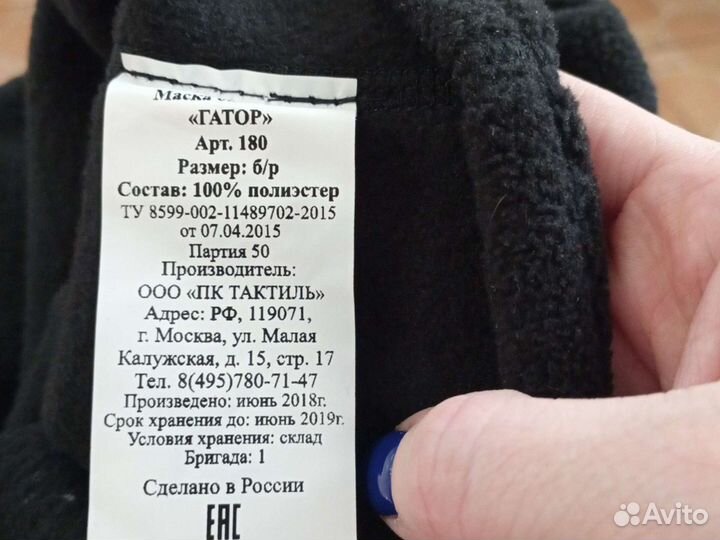 Маска
«ГАТОР»
Арт. 180
Размер: б/р
Состав: 100% полиэстер
ТУ 8599-002-11489702-2015
от 07.04.2015
Партия 50
Производитель:
ООО «ПК ТАКТИЛЬ»
Адрес: РФ, 119071,
г. Москва, ул. Малая
Калужская, д. 15, стр. 17
Тел. 8(495)780-71-47
Произведено: июнь 2018г.
Срок хранения до: июнь 2019г.
Условия хранения: склад
Бригада: 1
Сделано в России
EAC
Avito